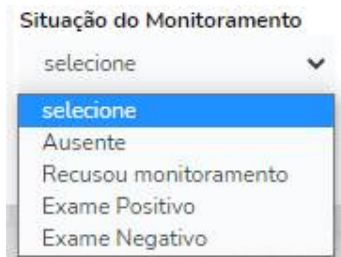 Situação do Monitoramento
selecione
selecione
Ausente
Recusou monitoramento
Exame Positivo
Exame Negativo